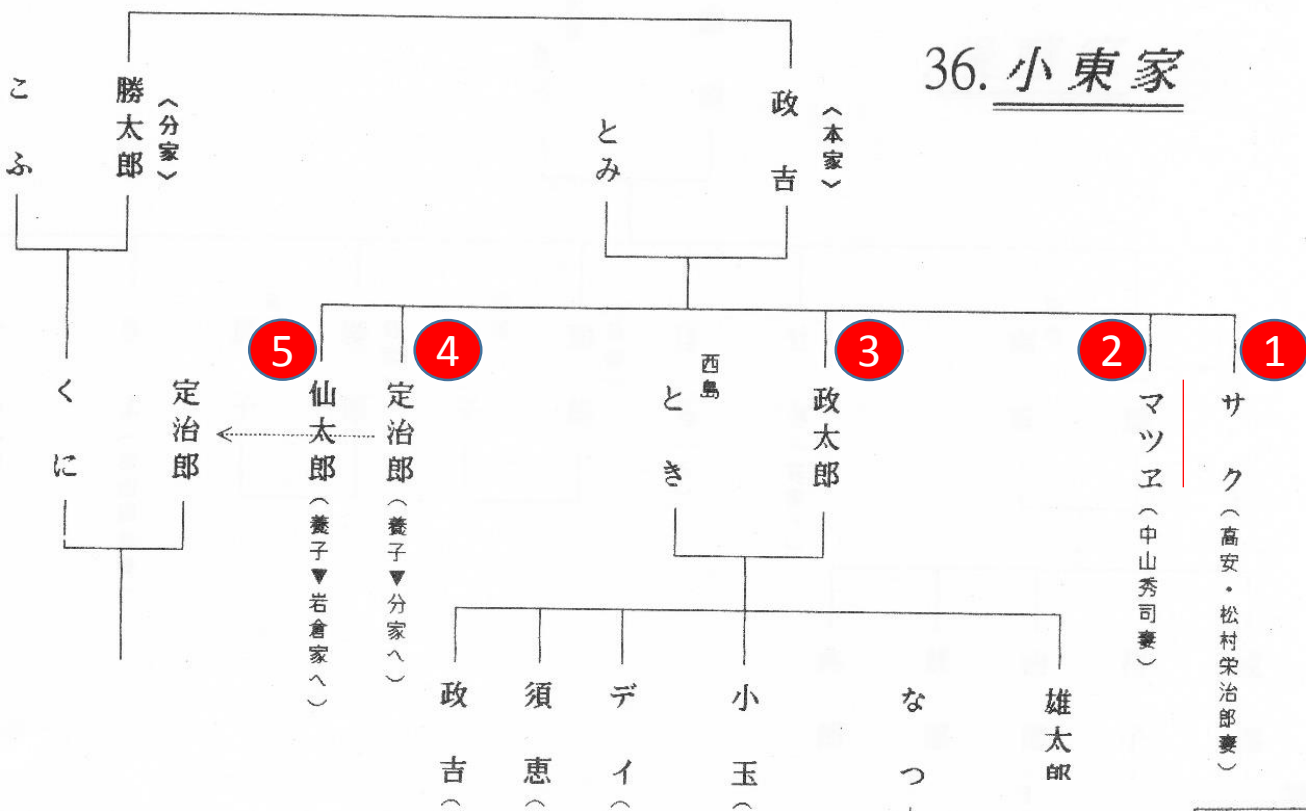 36. 小東家
〈本家〉
政吉
とみ
〈分家〉
勝太郎
こふ
1
サク(高安・松村栄治郎妻)
2
マツヱ(中山秀司妻)
3
政太郎
西島
とき
4
定治郎(養子▼分家へ)
5
仙太郎(養子▼岩倉家へ)
定治郎
くに
雄太郎
なつ
小玉(
デイ(
須恵(
政吉(